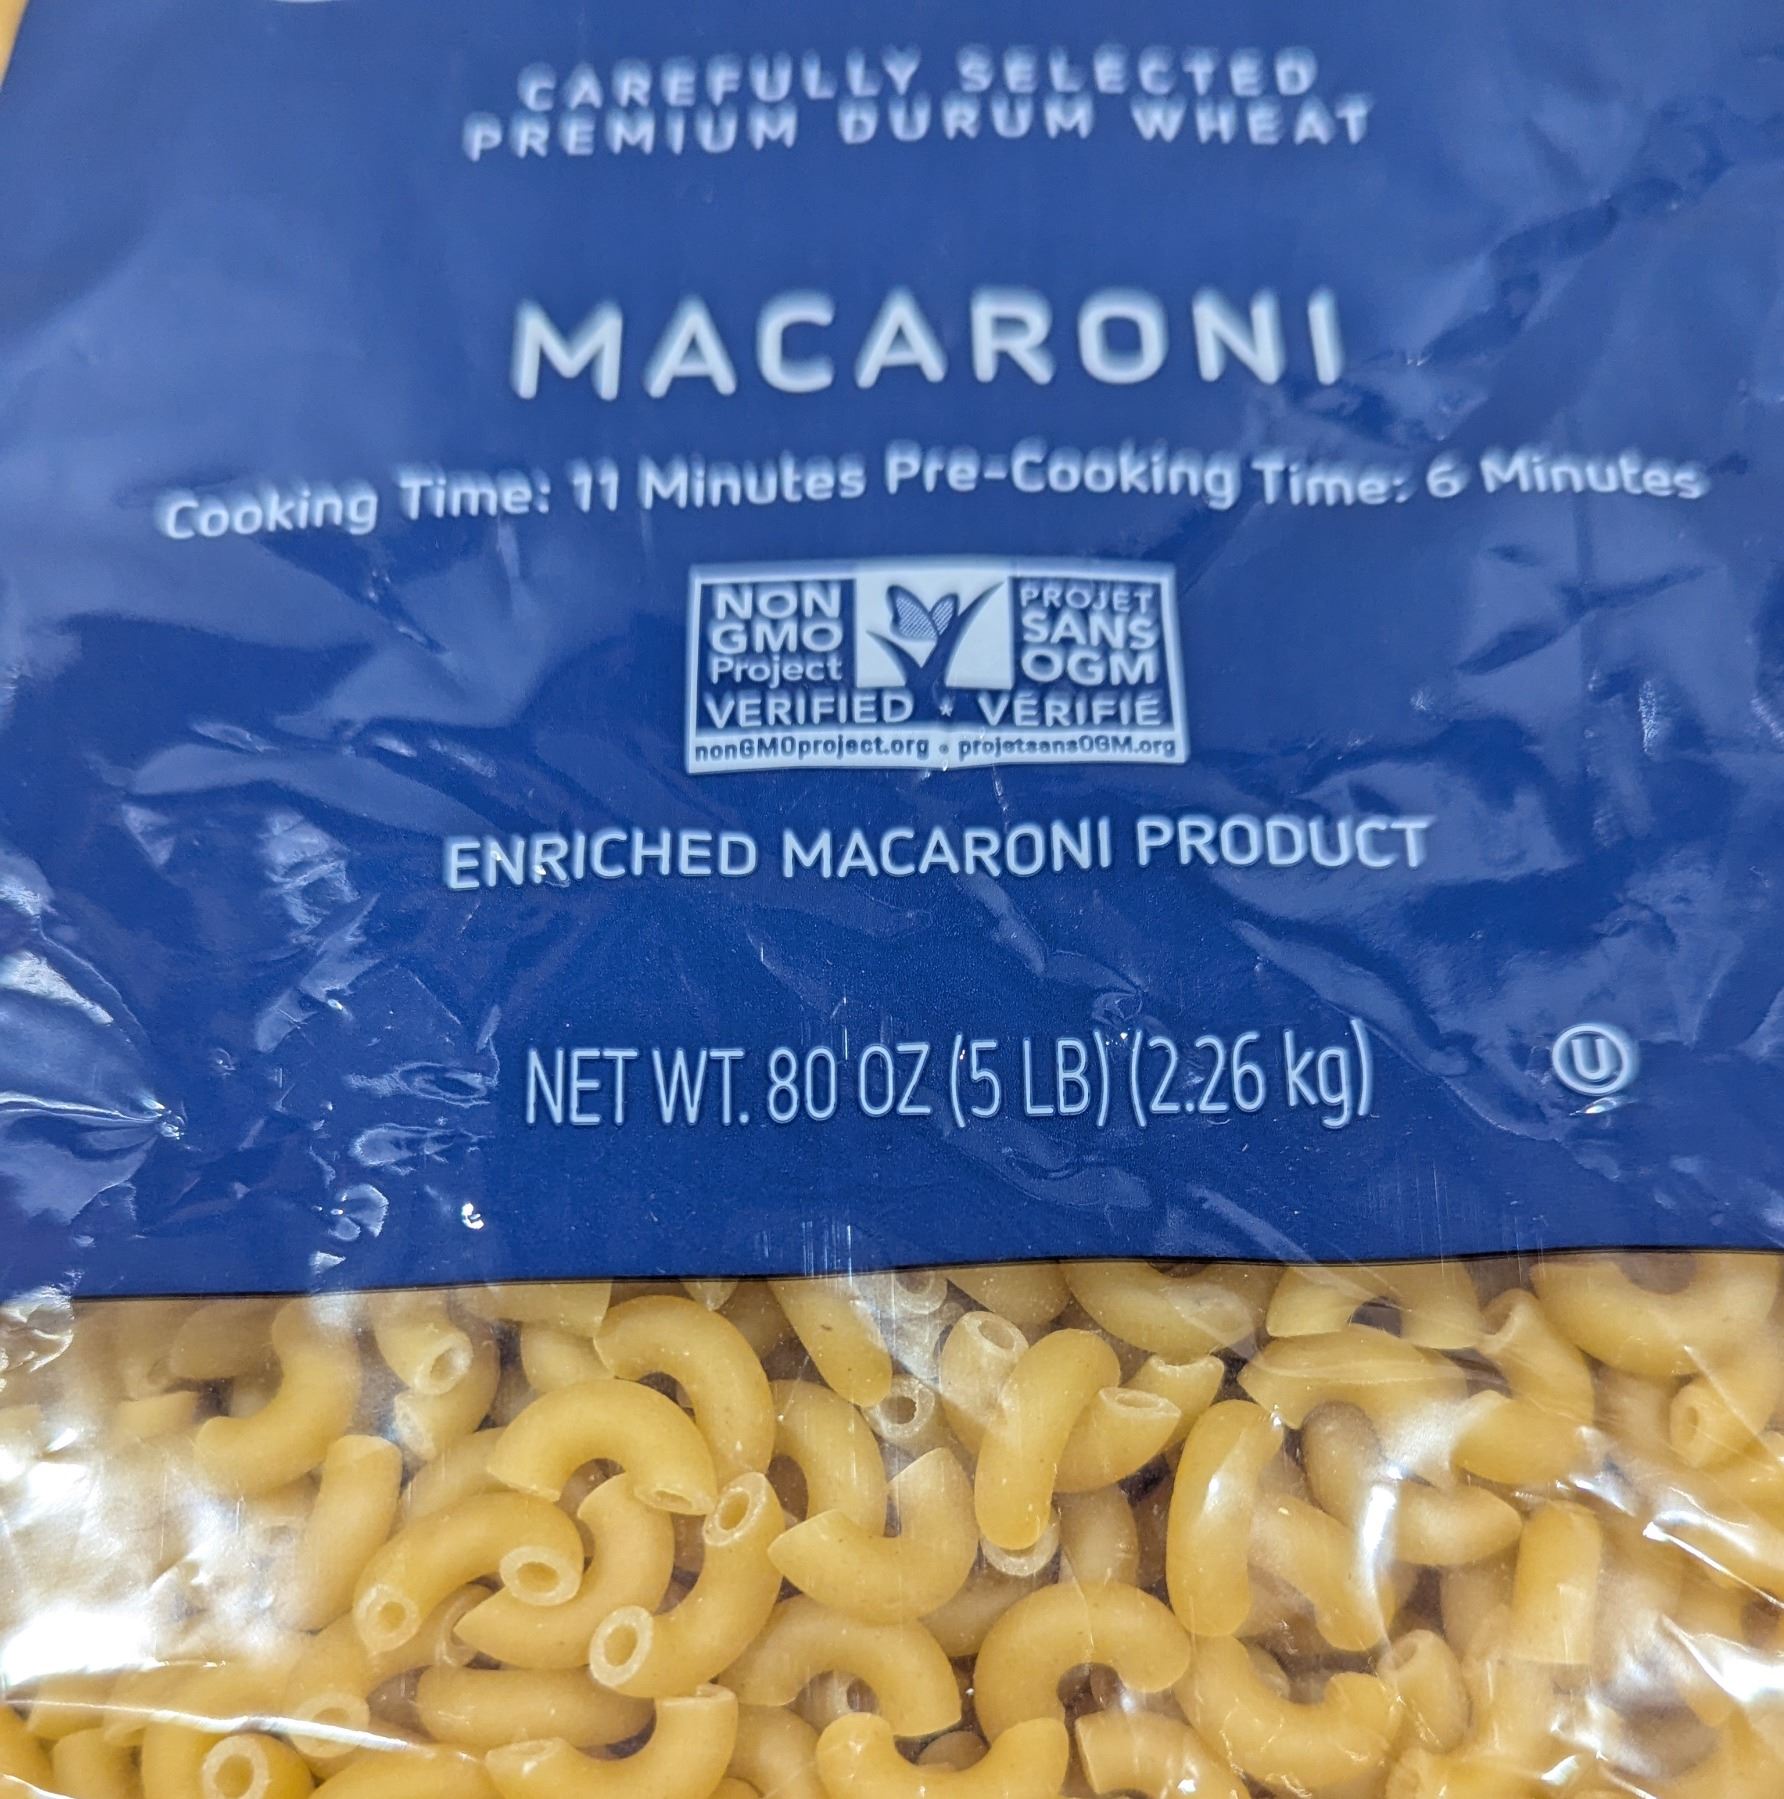 CAREFULLY SELECTED
PREMIUM DURUM WHEAT
MACARONI
Cooking Time: 11 Minutes Pre-Cooking Time: 6 Minutes
NON
GMO
Project
VERIFIED
PROJET
SANS
OGM
VÉRIFIÉ
nonGMOproject.org • projetsansOGM.org
ENRICHED MACARONI PRODUCT
NET WT. 80 OZ (5 LB) (2.26 kg)
U